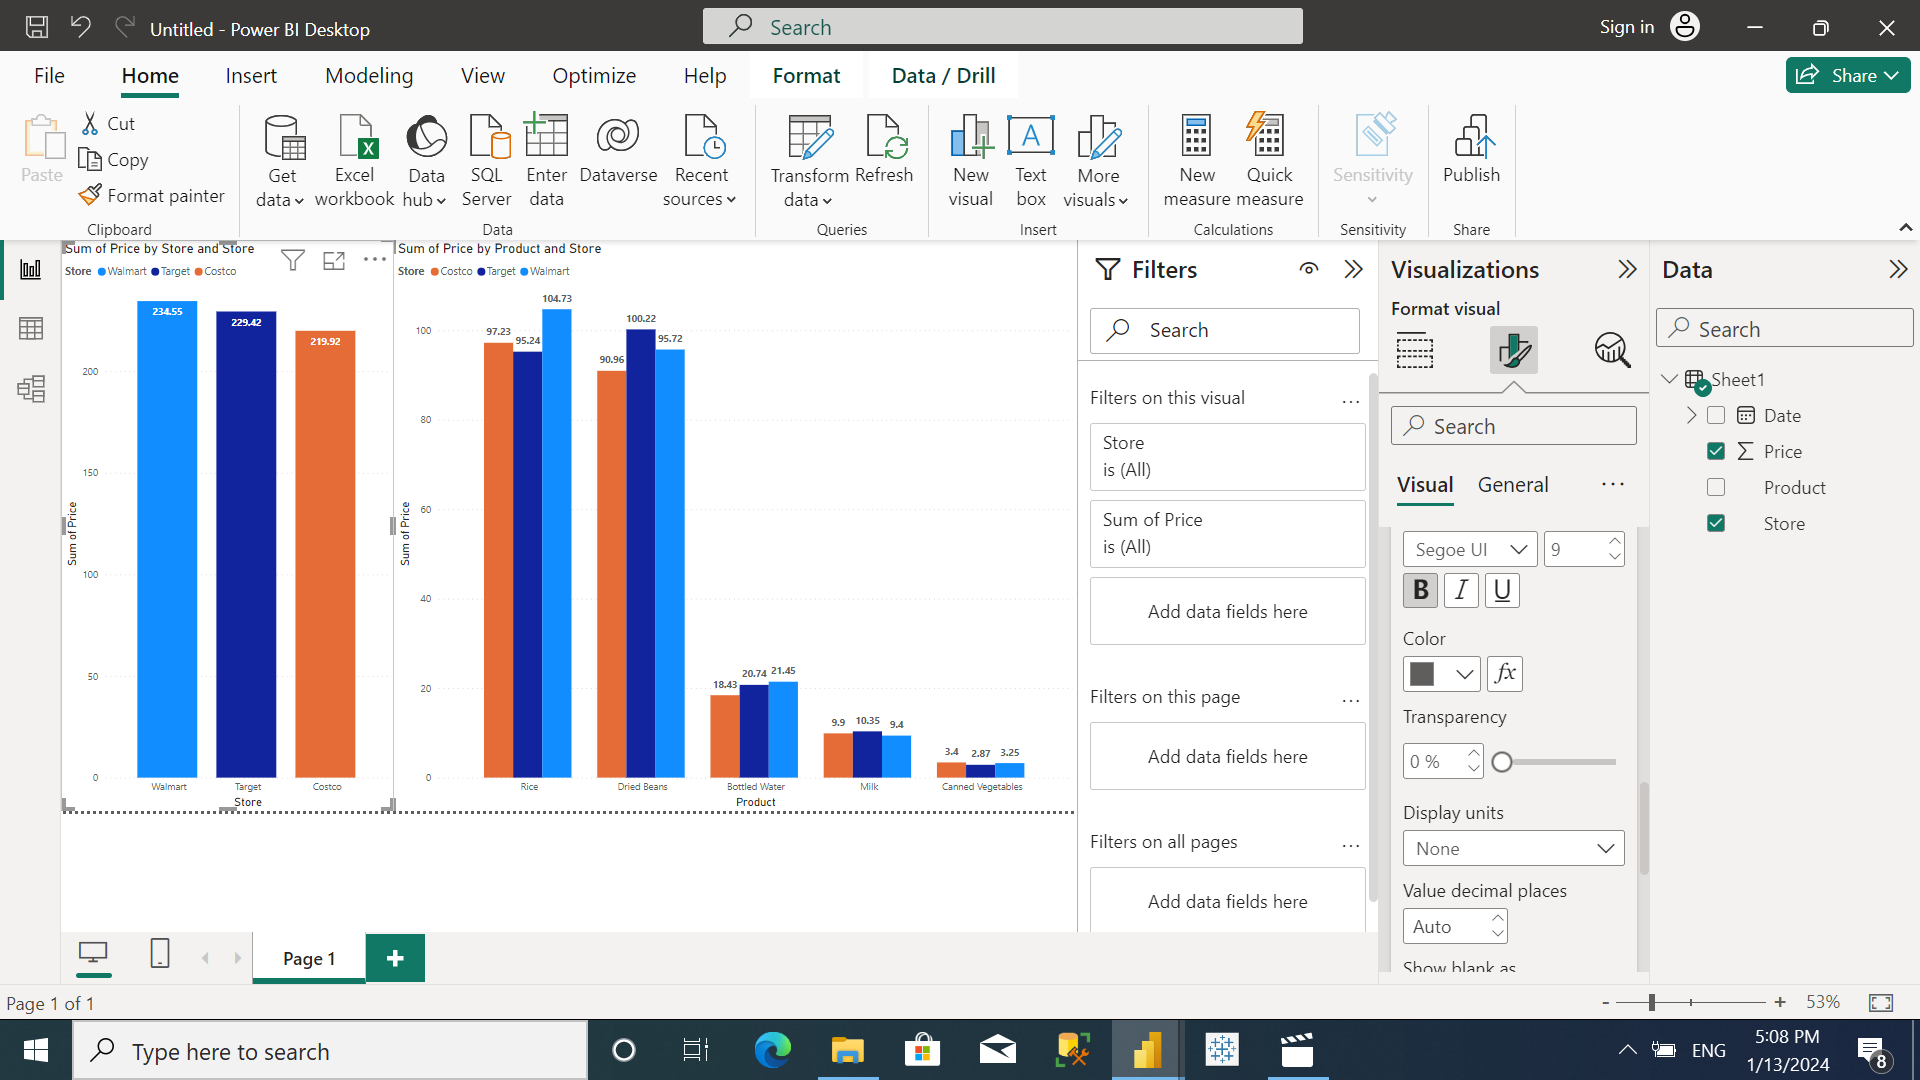 Untitled - Power BI Desktop
Search
Sign in
File
Home
Insert
Modeling
View
Optimize
Help
Format
Data / Drill
Share
Paste
Cut
Copy
Format painter
Clipboard
Get data
Excel workbook
Data hub
SQL Server
Enter data
Dataverse
Recent sources
Data
Transform data
Refresh
Queries
New visual
Text box
More visuals
Insert
New measure
Quick measure
Calculations
Sensitivity
Sensitivity
Publish
Share
Sum of Price by Store and Store
Store Walmart Target Costco
Sum of Price
200
150
100
50
0
234.55
229.42
219.92
Walmart Target Costco
Store
Sum of Price by Product and Store
Store Costco Target Walmart
Sum of Price
100
80
60
40
20
0
97.23 95.24 104.73
90.96 100.22 95.72
18.43 20.74 21.45
9.9 10.35 9.4
3.4 2.87 3.25
Rice Dried Beans Bottled Water Milk Canned Vegetables
Product
Filters
Search
Filters on this visual ...
Store
is (All)
Sum of Price
is (All)
Add data fields here
Filters on this page ...
Add data fields here
Filters on all pages ...
Add data fields here
Visualizations
Format visual
Search
Visual General ...
Segoe UI 9
B I U
Color
fx
Transparency
0 %
Display units
None
Value decimal places
Auto
Show blank as
Data
Search
Sheet1
Date
Price
Product
Store
Page 1
Page 1 of 1
- + 53%
Type here to search
ENG
5:08 PM
1/13/2024
8